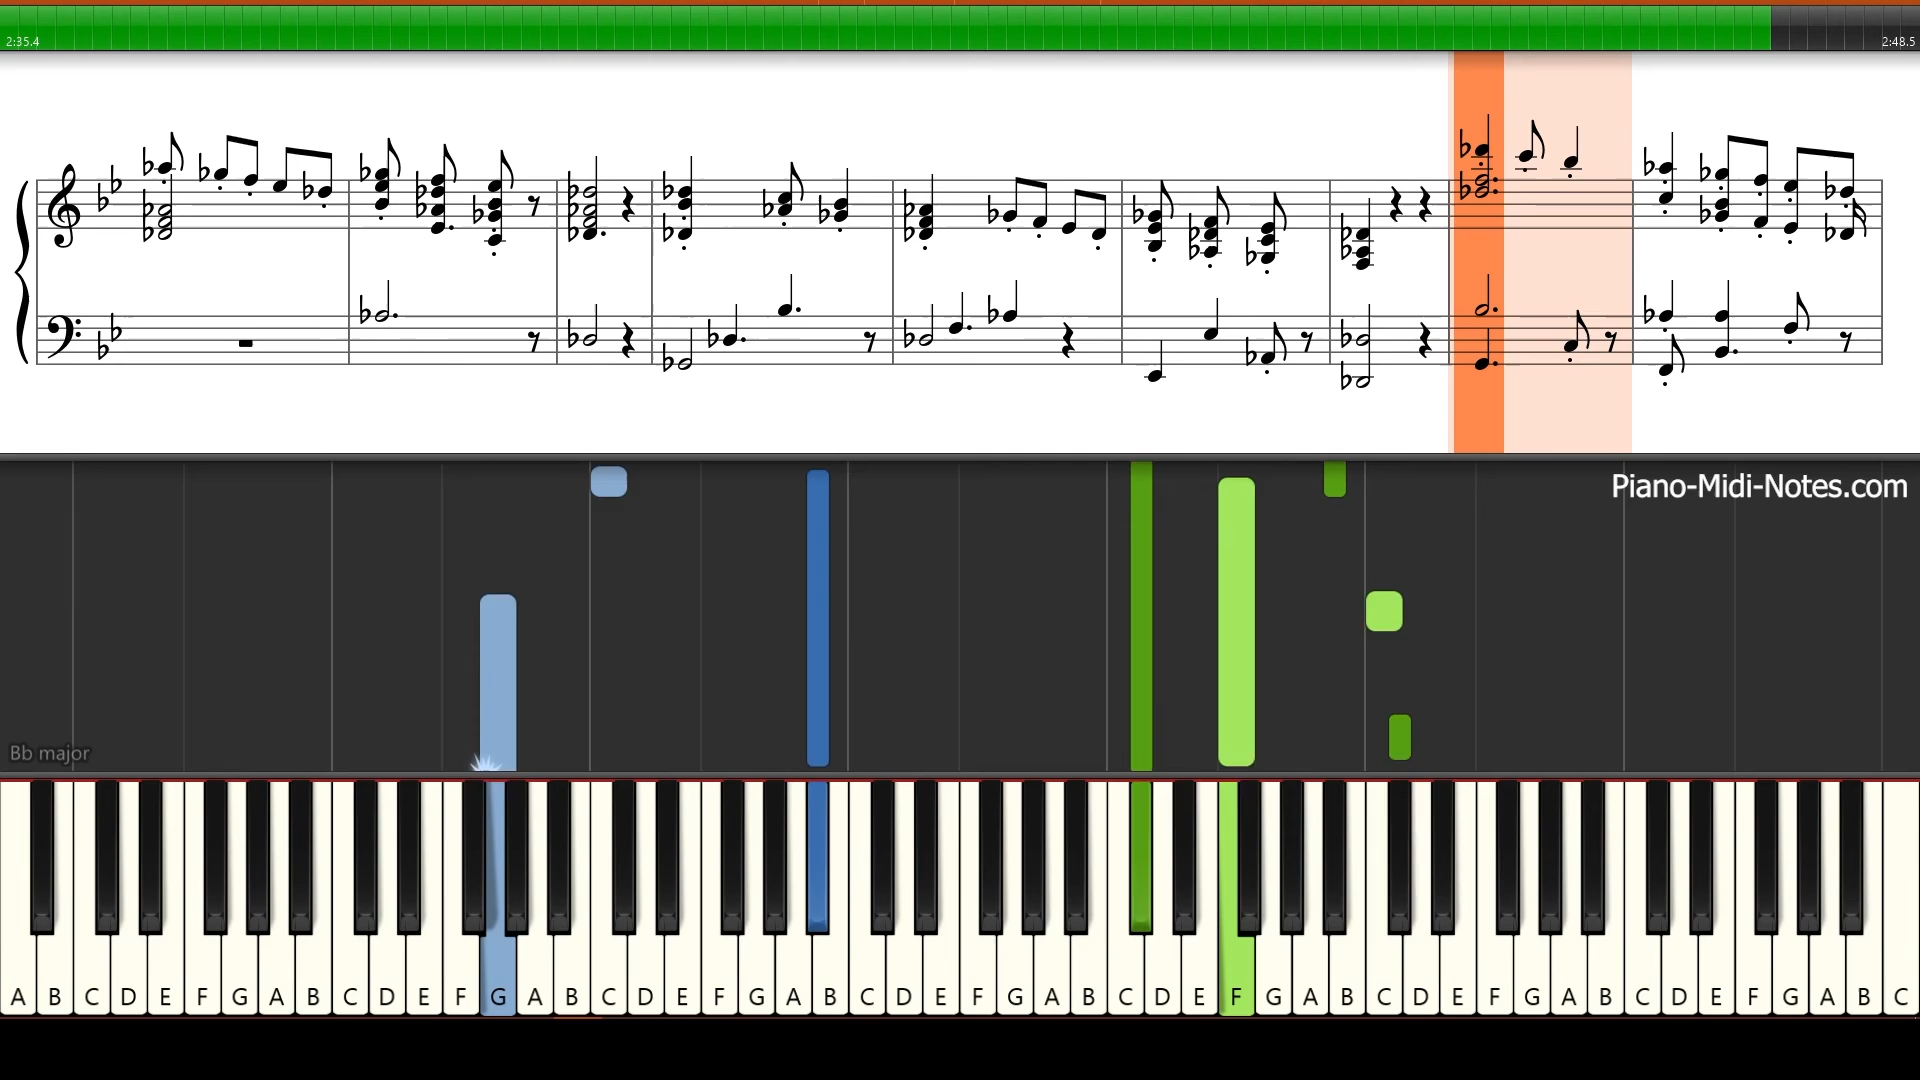 2:35.4
2:48.5
Piano-Midi-Notes.com
Bb major
A B C D E F G A B C D E F G A B C D E F G A B C D E F G A B C D E F G A B C D E F G A B C D E F G A B C